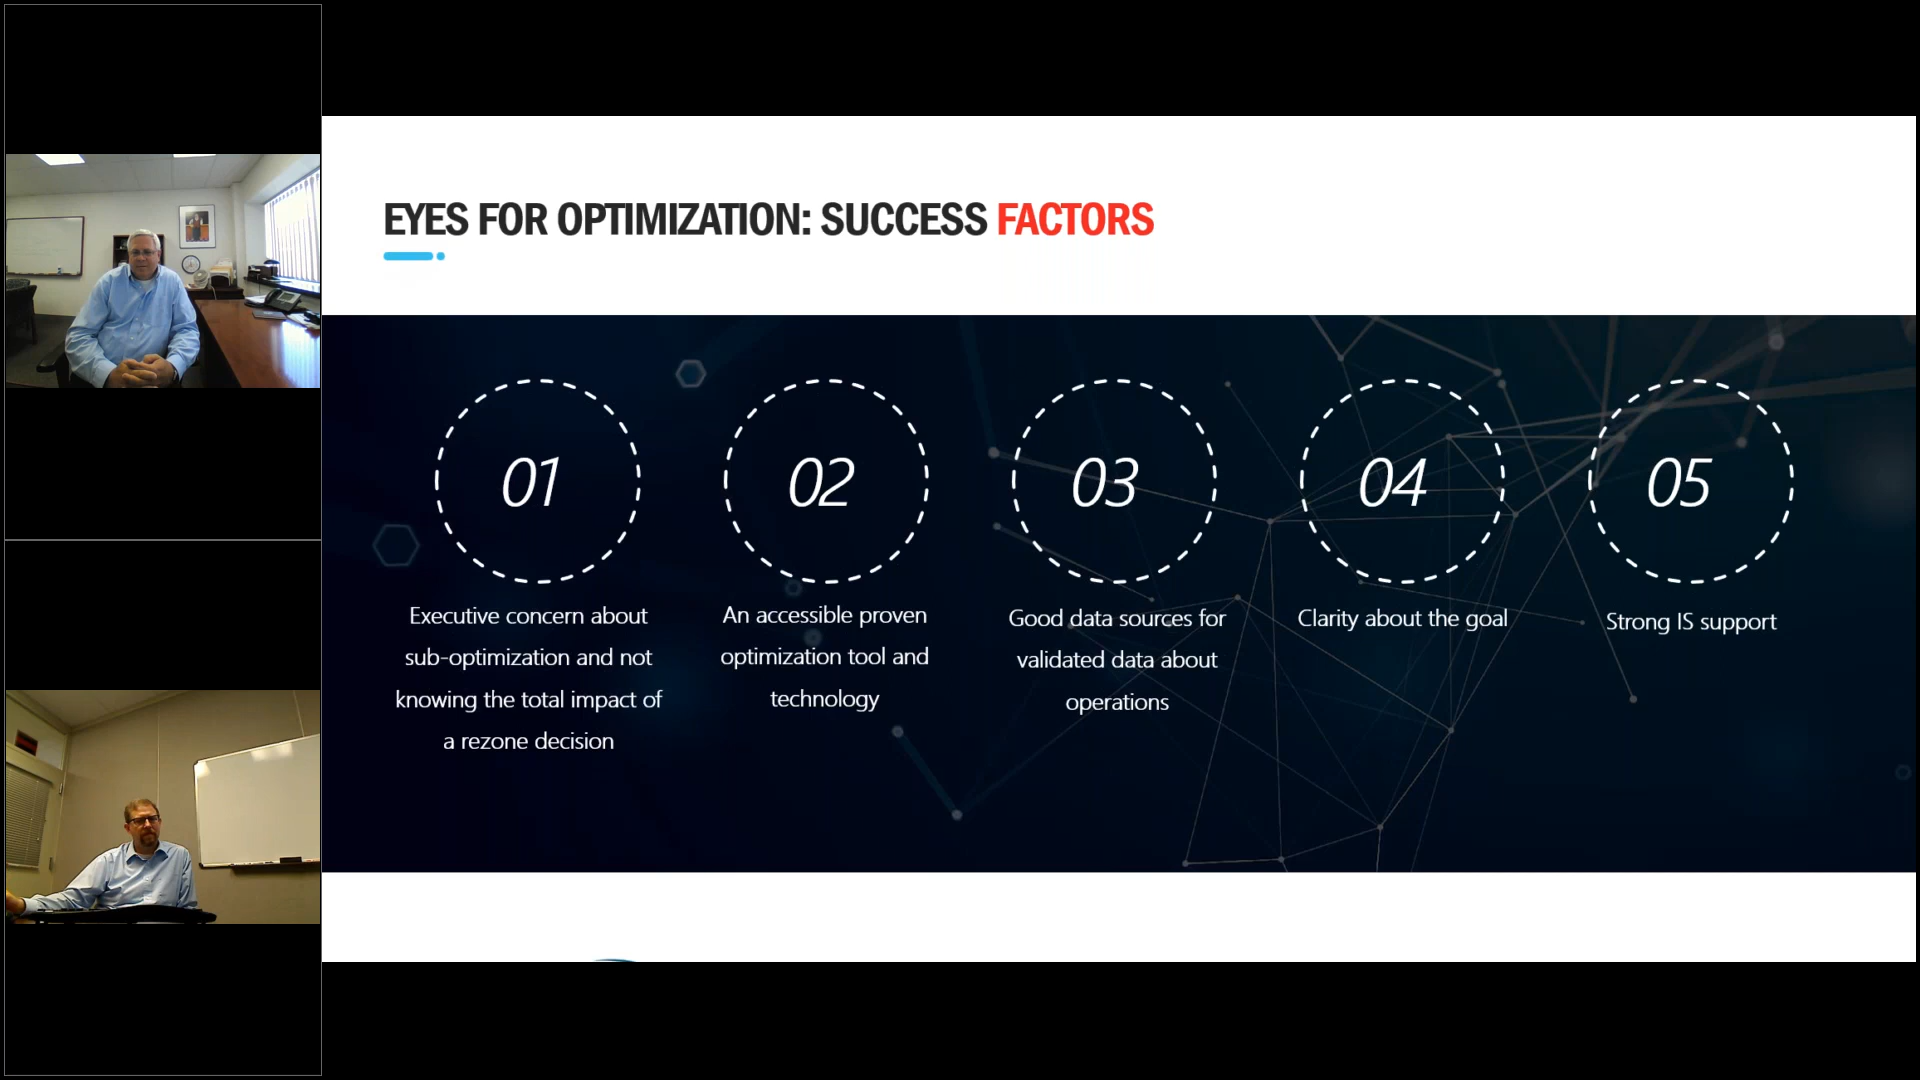 EYES FOR OPTIMIZATION: SUCCESS FACTORS
01
Executive concern about
sub-optimization and not
knowing the total impact of
a rezone decision
02
An accessible proven
optimization tool and
technology
03
Good data sources for
validated data about
operations
04
Clarity about the goal
05
Strong IS support